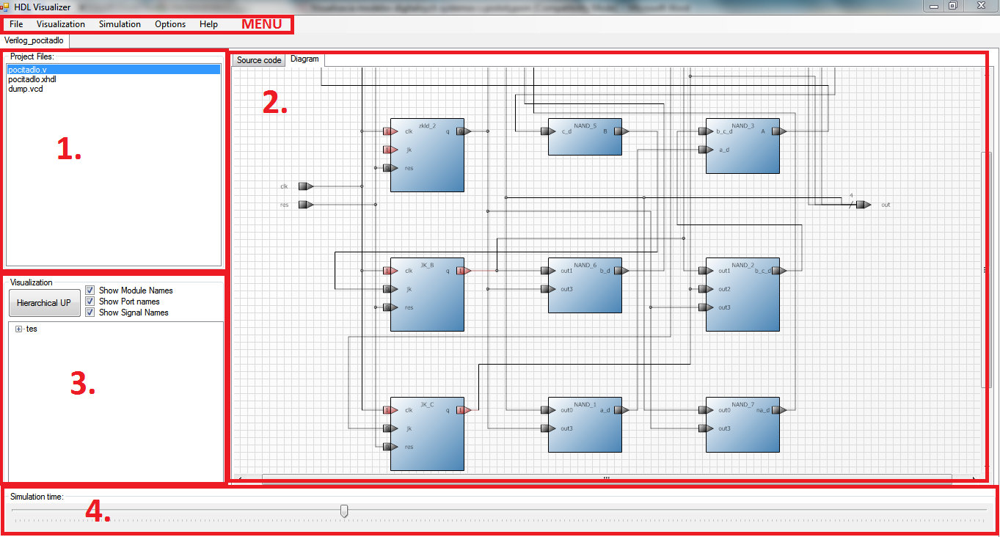 HDL Visualizer
File Visualization Simulation Options Help MENU
Verilog_pocitadlo
Project Files:
pocitadlo.v
pocitadlo.xhdl
dump.vcd
1.
Source code Diagram
2.
zkld_2 NAND_5 NAND_3
clk q c_d B b_c_d A
jk a_d
res
clk
res 4 out
JK_B NAND_6 NAND_2
clk q out1 b_d out1 b_c_d
jk out3 out2
res out3
JK_C NAND_1 NAND_7
clk q out0 a_d out0 na_d
jk out3 out3
res
Visualization
Hierarchical UP
Show Module Names
Show Port names
Show Signal Names
tes
3.
Simulation time:
4.